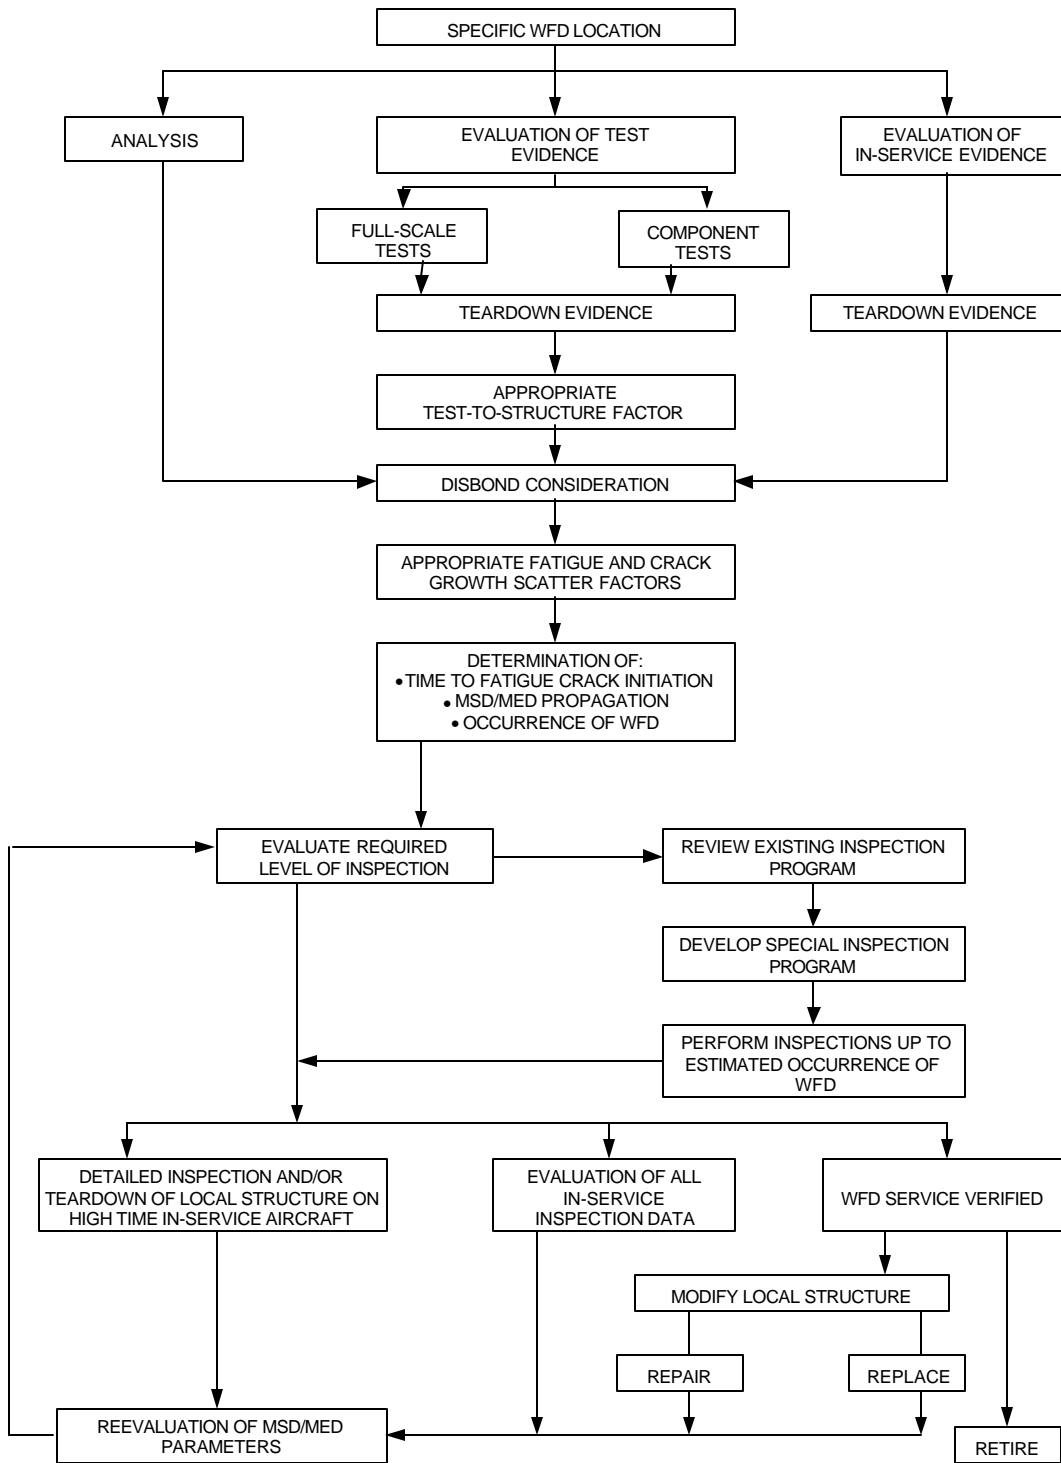 SPECIFIC WFD LOCATION
ANALYSIS
EVALUATION OF TEST
EVIDENCE
EVALUATION OF
IN-SERVICE EVIDENCE
FULL-SCALE
TESTS
COMPONENT
TESTS
TEARDOWN EVIDENCE
TEARDOWN EVIDENCE
APPROPRIATE
TEST-TO-STRUCTURE FACTOR
DISBOND CONSIDERATION
APPROPRIATE FATIGUE AND CRACK
GROWTH SCATTER FACTORS
DETERMINATION OF:
• TIME TO FATIGUE CRACK INITIATION
• MSD/MED PROPAGATION
• OCCURRENCE OF WFD
EVALUATE REQUIRED
LEVEL OF INSPECTION
REVIEW EXISTING INSPECTION
PROGRAM
DEVELOP SPECIAL INSPECTION
PROGRAM
PERFORM INSPECTIONS UP TO
ESTIMATED OCCURRENCE OF
WFD
DETAILED INSPECTION AND/OR
TEARDOWN OF LOCAL STRUCTURE ON
HIGH TIME IN-SERVICE AIRCRAFT
EVALUATION OF ALL
IN-SERVICE
INSPECTION DATA
WFD SERVICE VERIFIED
MODIFY LOCAL STRUCTURE
REPAIR
REPLACE
REEVALUATION OF MSD/MED
PARAMETERS
RETIRE